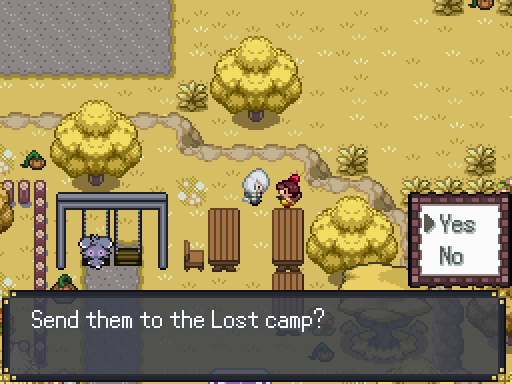 Yes
No
Send them to the Lost camp?